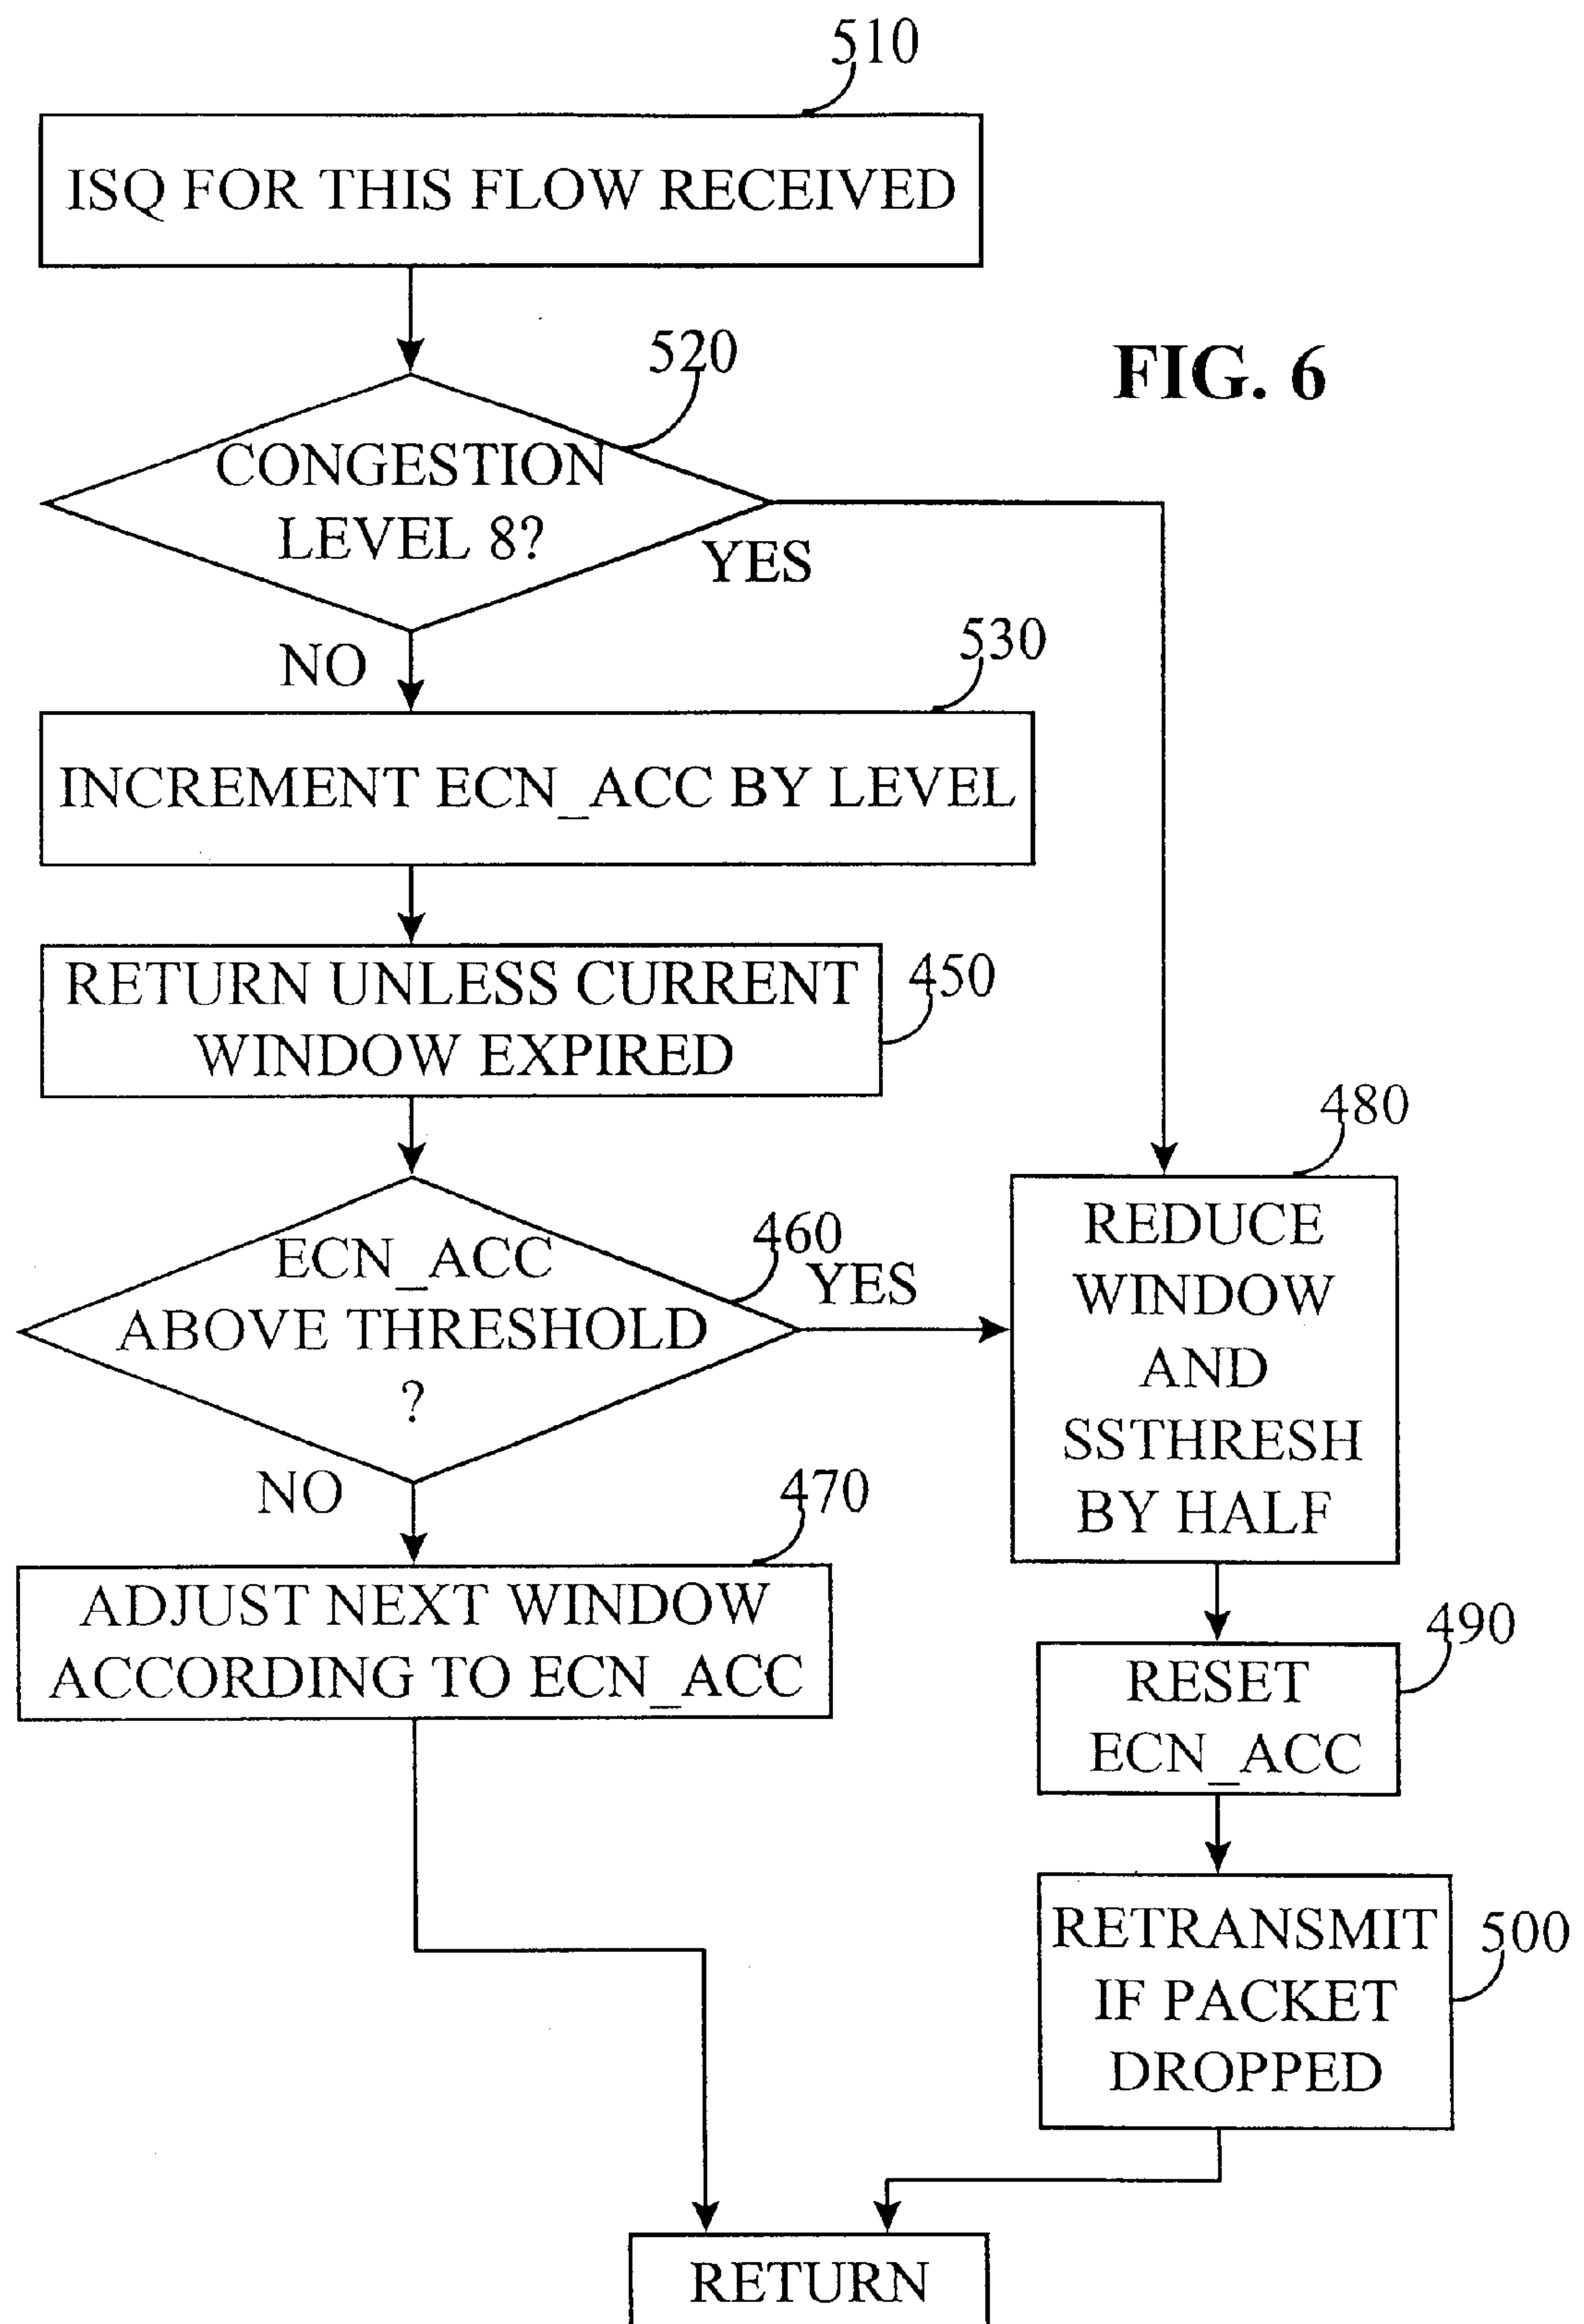 510
ISQ FOR THIS FLOW RECEIVED
520
FIG. 6
CONGESTION
LEVEL 8?
YES
NO
530
INCREMENT ECN_ACC BY LEVEL
RETURN UNLESS CURRENT
WINDOW EXPIRED
450
480
ECN_ACC
ABOVE THRESHOLD
?
460
YES
REDUCE
WINDOW
AND
SSTHRESH
BY HALF
NO
470
ADJUST NEXT WINDOW
ACCORDING TO ECN_ACC
490
RESET
ECN_ACC
RETRANSMIT
IF PACKET
DROPPED
500
RETURN